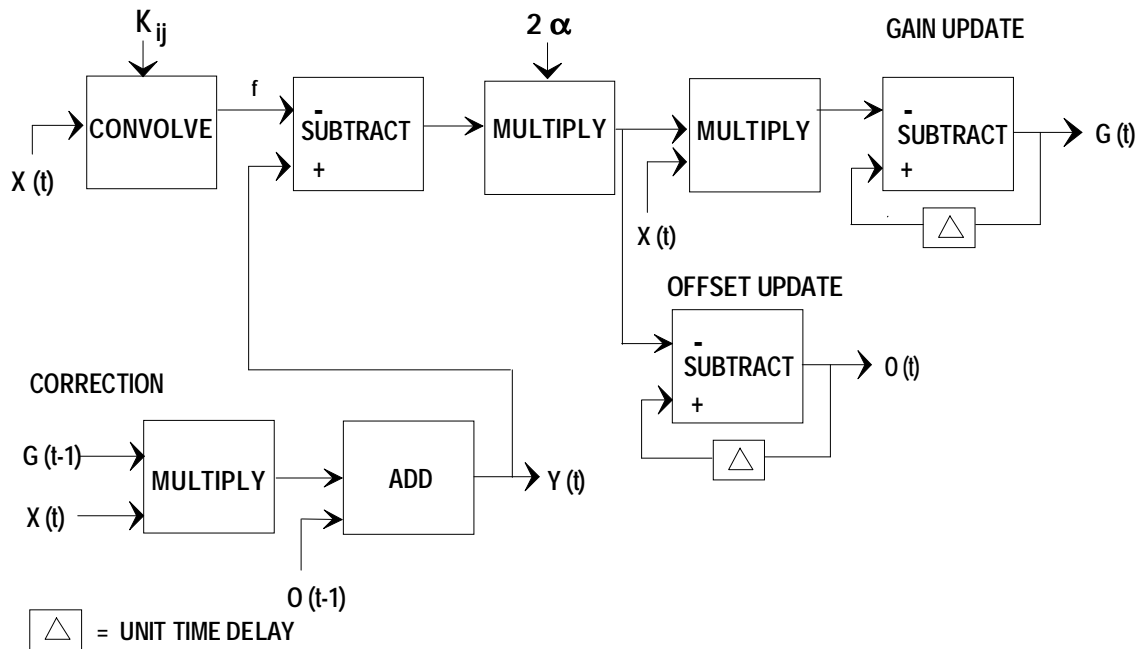 K ij
2 α
GAIN UPDATE
f
-
SUBTRACT
+
CONVOLVE
MULTIPLY
MULTIPLY
-
SUBTRACT
+
G (t)
X (t)
X (t)
△
OFFSET UPDATE
-
SUBTRACT
+
O (t)
△
CORRECTION
G (t-1)
MULTIPLY
ADD
Y (t)
X (t)
O (t-1)
△ = UNIT TIME DELAY